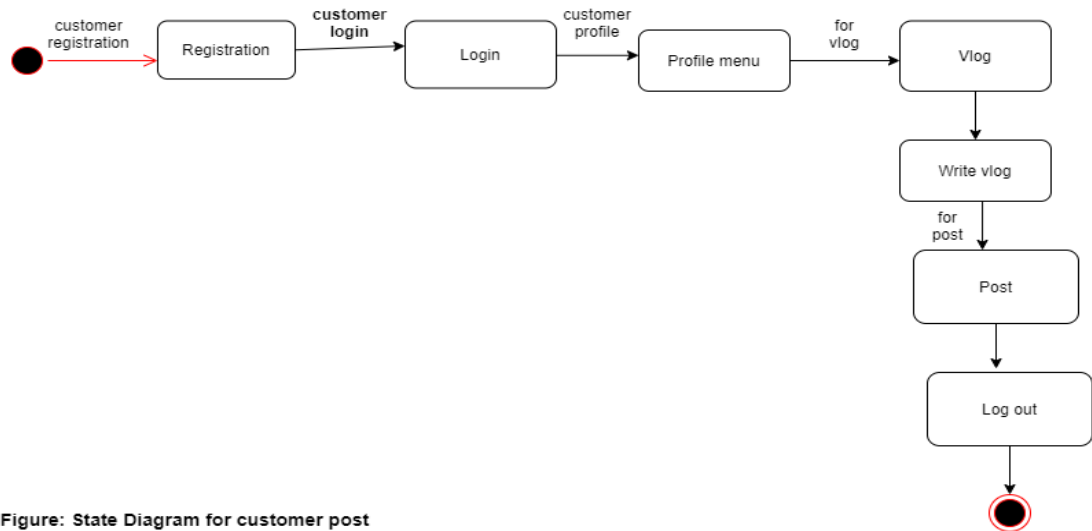 customer
registration
Registration
customer
login
Login
customer
profile
Profile menu
for
vlog
Vlog
Write vlog
for
post
Post
Log out
Figure: State Diagram for customer post